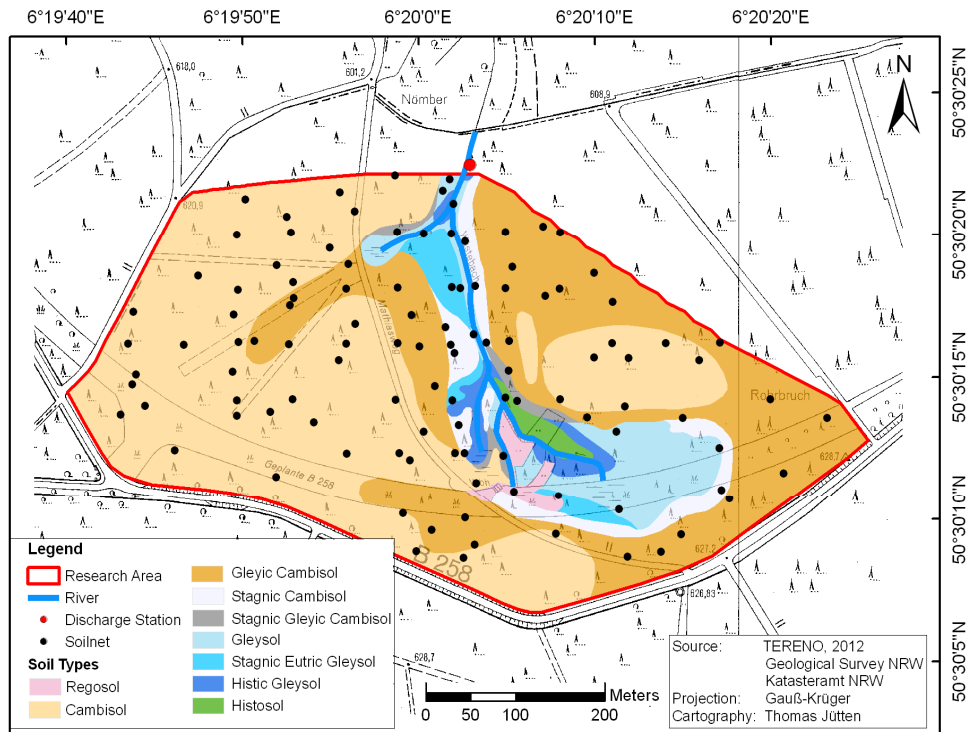 6°19'40"E 6°19'50"E 6°20'0"E 6°20'10"E 6°20'20"E
N
50°30'25"N
50°30'20"N
50°30'15"N
50°30'10"N
50°30'5"N
618,0
601,2
Nömber
608,9
620,9
Mathiasweg
Rohrbruch
Geplante B 258
628,7
627,2
B 258
II
626,83
628,7
Legend
Research Area
River
Discharge Station
Soilnet
Soil Types
Regosol
Cambisol
Gleyic Cambisol
Stagnic Cambisol
Stagnic Gleyic Cambisol
Gleysol
Stagnic Eutric Gleysol
Histic Gleysol
Histosol
Meters
0 50 100 200
Source: TERENO, 2012
Geological Survey NRW
Katasteramt NRW
Projection: Gauß-Krüger
Cartography: Thomas Jütten